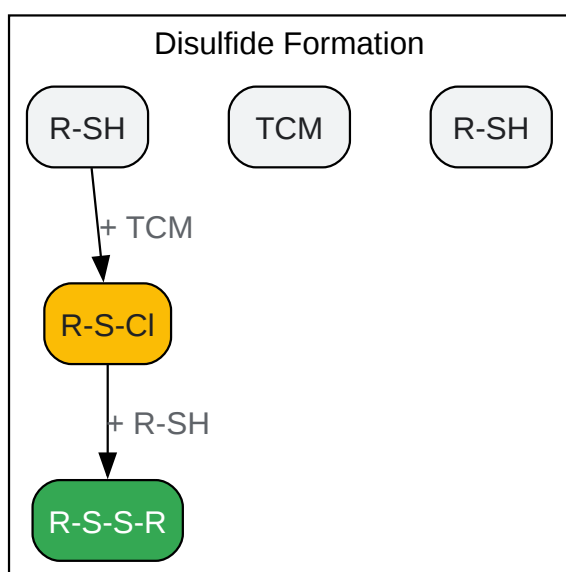 Disulfide Formation
R-SH
TCM
R-SH
+ TCM
R-S-Cl
+ R-SH
R-S-S-R